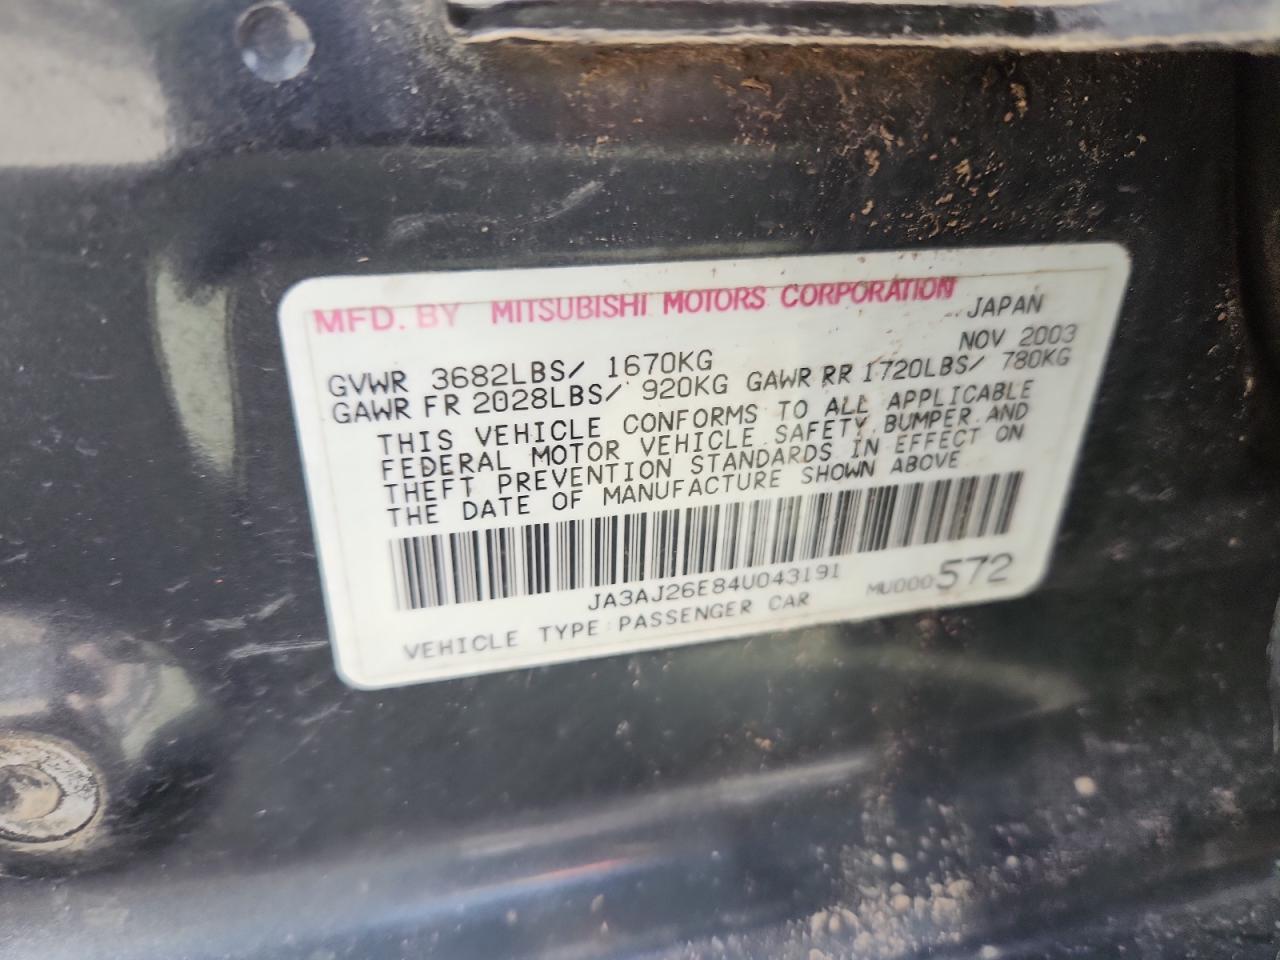 MFD. BY MITSUBISHI MOTORS CORPORATION JAPAN
NOV 2003
GVWR 3682LBS/ 1670KG
GAWR FR 2028LBS/ 920KG GAWR RR 1720LBS/ 780KG
THIS VEHICLE CONFORMS TO ALL APPLICABLE
FEDERAL MOTOR VEHICLE SAFETY, BUMPER AND
THEFT PREVENTION STANDARDS IN EFFECT ON
THE DATE OF MANUFACTURE SHOWN ABOVE
JA3AJ26E84U043191
MU000572
VEHICLE TYPE:PASSENGER CAR